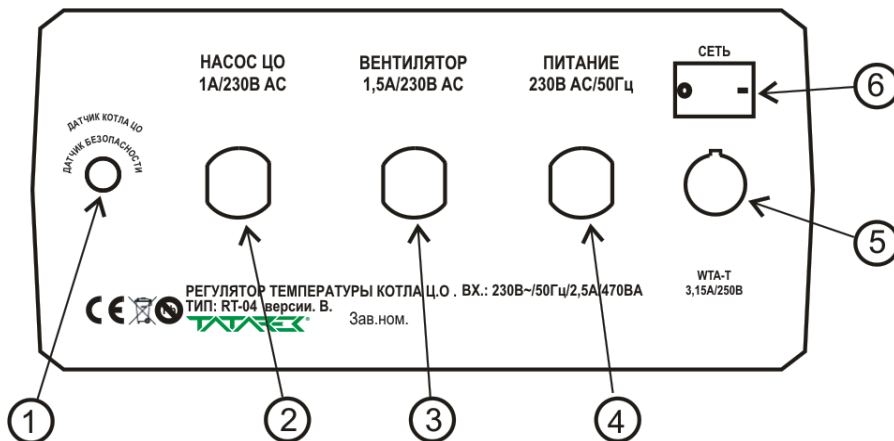 НАСОС ЦО
1А/230В АС
ВЕНТИЛЯТОР
1,5А/230В АС
ПИТАНИЕ
230В АС/50Гц
СЕТЬ
6
ДАТЧИК КОТЛА ЦО
ДАТЧИК БЕЗОПАСНОСТИ
5
WTA-T
3,15А/250В
РЕГУЛЯТОР ТЕМПЕРАТУРЫ КОТЛА Ц.О . ВХ.: 230В~/50Гц/2,5А/470ВА
ТИП: RT-04 версии. В.
CE
Pb
TATAREK®
Зав.ном.
1
2
3
4